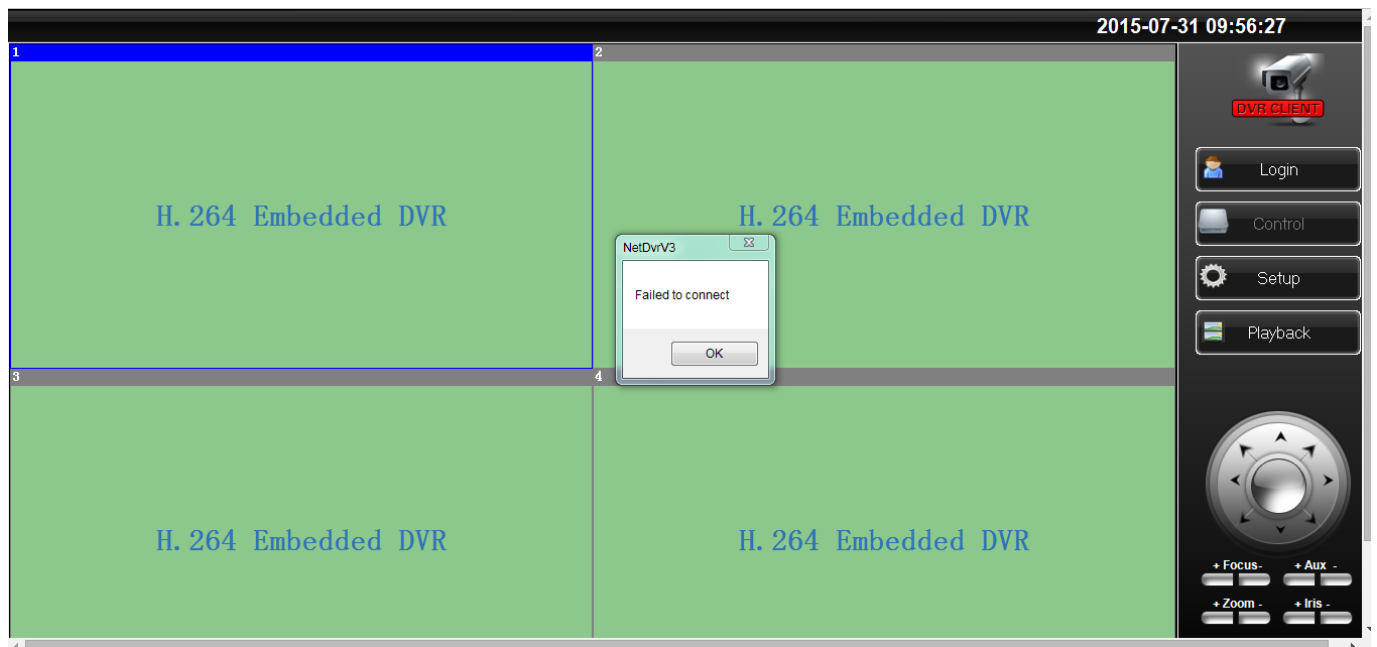 2015-07-31 09:56:27
1
2
H.264 Embedded DVR
H.264 Embedded DVR
3
4
H.264 Embedded DVR
H.264 Embedded DVR
NetDvrV3
Failed to connect
OK
DVR CLIENT
Login
Control
Setup
Playback
+ Focus- + Aux -
+ Zoom - + Iris -